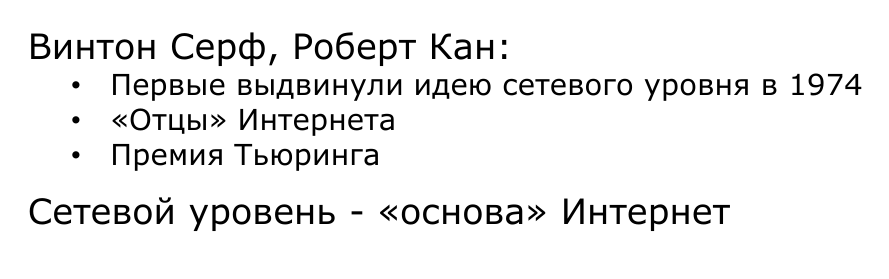 Винтон Серф, Роберт Кан:
• Первые выдвинули идею сетевого уровня в 1974
• «Отцы» Интернета
• Премия Тьюринга
Сетевой уровень - «основа» Интернет